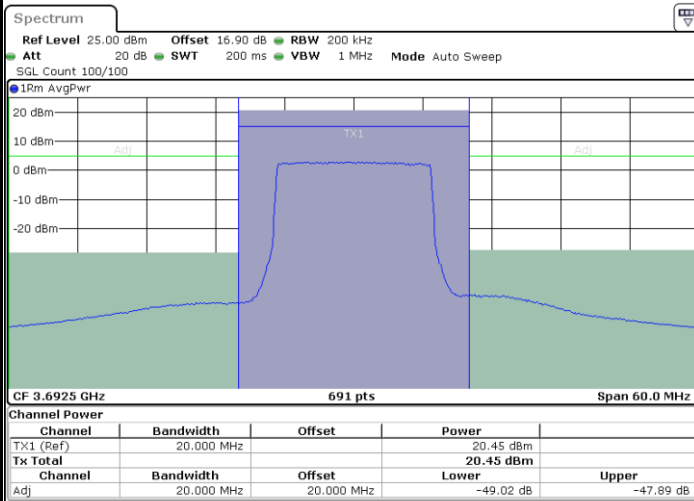 Spectrum
Ref Level 25.00 dBm Offset 16.90 dB RBW 200 kHz
Att 20 dB SWT 200 ms VBW 1 MHz Mode Auto Sweep
SGL Count 100/100
1Rm AvgPwr
20 dBm
TX1
10 dBm
Adj Adj
0 dBm
-10 dBm
-20 dBm
CF 3.6925 GHz 691 pts Span 60.0 MHz
Channel Power
Channel Bandwidth Offset Power
TX1 (Ref) 20.000 MHz 20.45 dBm
Tx Total 20.45 dBm
Channel Bandwidth Offset Lower Upper
Adj 20.000 MHz 20.000 MHz -49.02 dB -47.89 dB